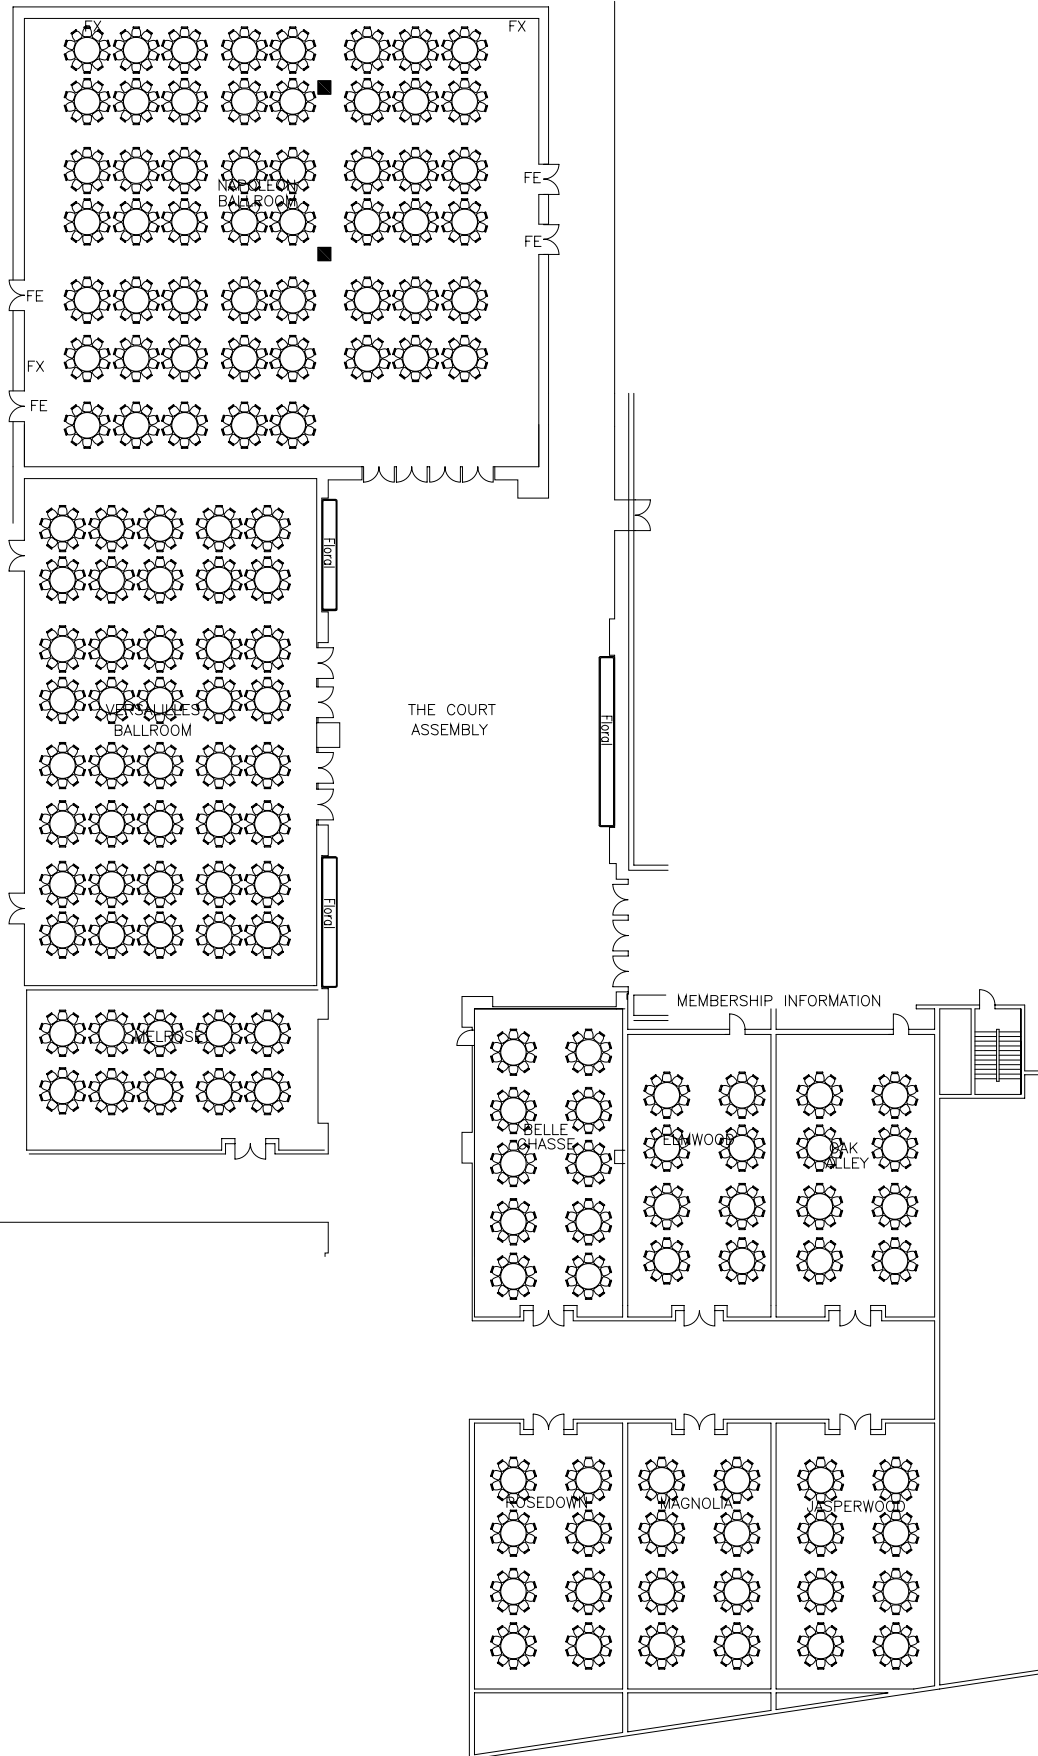 FX
FX
FE
NAPOLEON
BALLROOM
FE
FE
FX
FE
Floral
VERSAILLES
BALLROOM
THE COURT
ASSEMBLY
Floral
Floral
MEMBERSHIP INFORMATION
MELROSE
BELLE
CHASSE
ELMWOOD
OAK
ALLEY
ROSEDOWN
MAGNOLIA
JASPERWOOD